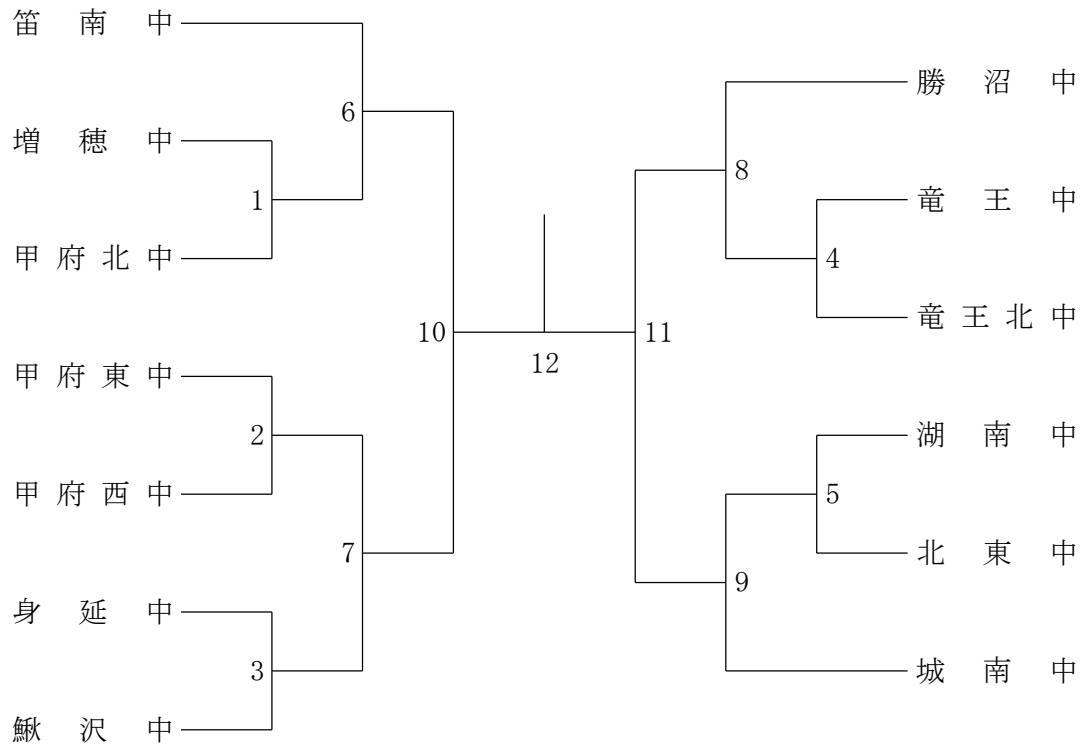 笛南中
増穂中
甲府北中
甲府東中
甲府西中
身延中
鰍沢中
1
2
3
6
7
10
12
11
8
9
4
5
勝沼中
竜王中
竜王北中
湖南中
北東中
城南中